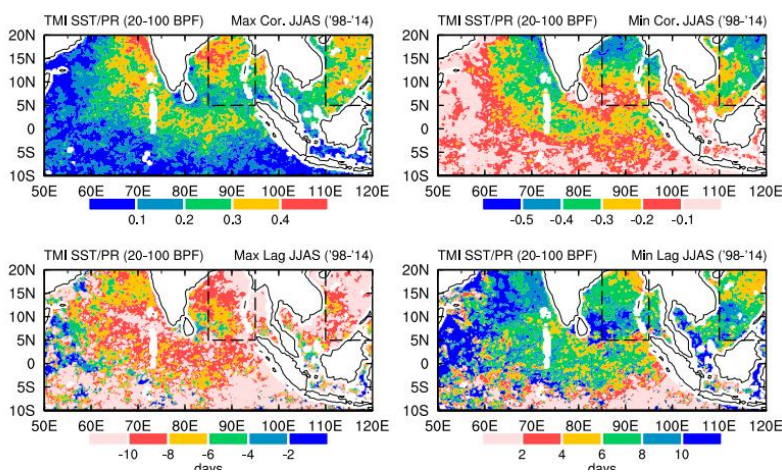 TMI SST/PR (20-100 BPF) Max Cor. JJAS ('98-'14)
20N
15N
10N
5N
0
5S
10S
50E 60E 70E 80E 90E 100E 110E 120E
0.1 0.2 0.3 0.4
TMI SST/PR (20-100 BPF) Min Cor. JJAS ('98-'14)
20N
15N
10N
5N
0
5S
10S
50E 60E 70E 80E 90E 100E 110E 120E
-0.5 -0.4 -0.3 -0.2 -0.1
TMI SST/PR (20-100 BPF) Max Lag JJAS ('98-'14)
20N
15N
10N
5N
0
5S
10S
50E 60E 70E 80E 90E 100E 110E 120E
-10 -8 -6 -4 -2
days
TMI SST/PR (20-100 BPF) Min Lag JJAS ('98-'14)
20N
15N
10N
5N
0
5S
10S
50E 60E 70E 80E 90E 100E 110E 120E
2 4 6 8 10
days